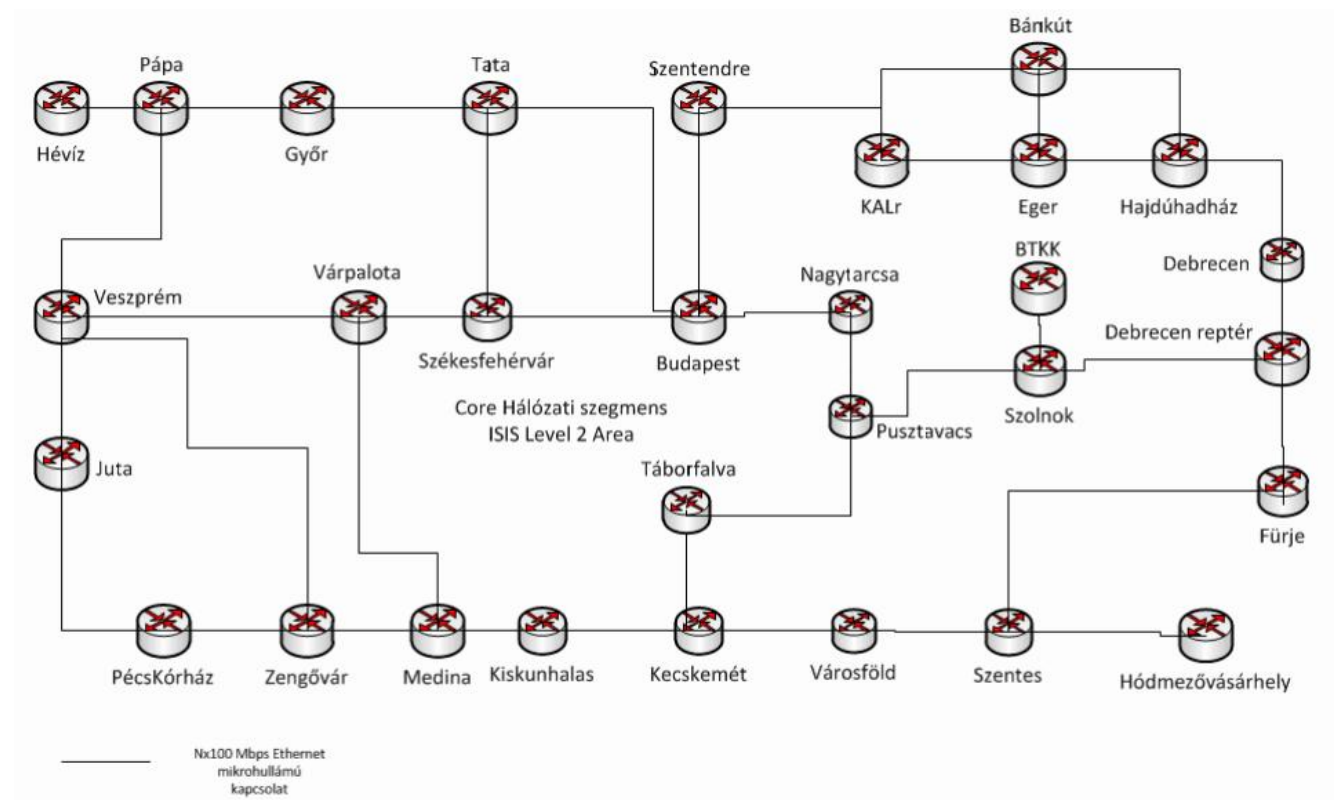 Bánkút
Pápa
Tata
Szentendre
Hévíz
Győr
KALr
Eger
Hajdúhadház
BTKK
Debrecen
Várpalota
Nagytarcsa
Veszprém
Debrecen reptér
Székesfehérvár
Budapest
Core Hálózati szegmens
ISIS Level 2 Area
Szolnok
Pusztavacs
Juta
Táborfalva
Fürje
PécsKórház
Zengővár
Medina
Kiskunhalas
Kecskemét
Városföld
Szentes
Hódmezővásárhely
Nx100 Mbps Ethernet
mikrohullámú
kapcsolat